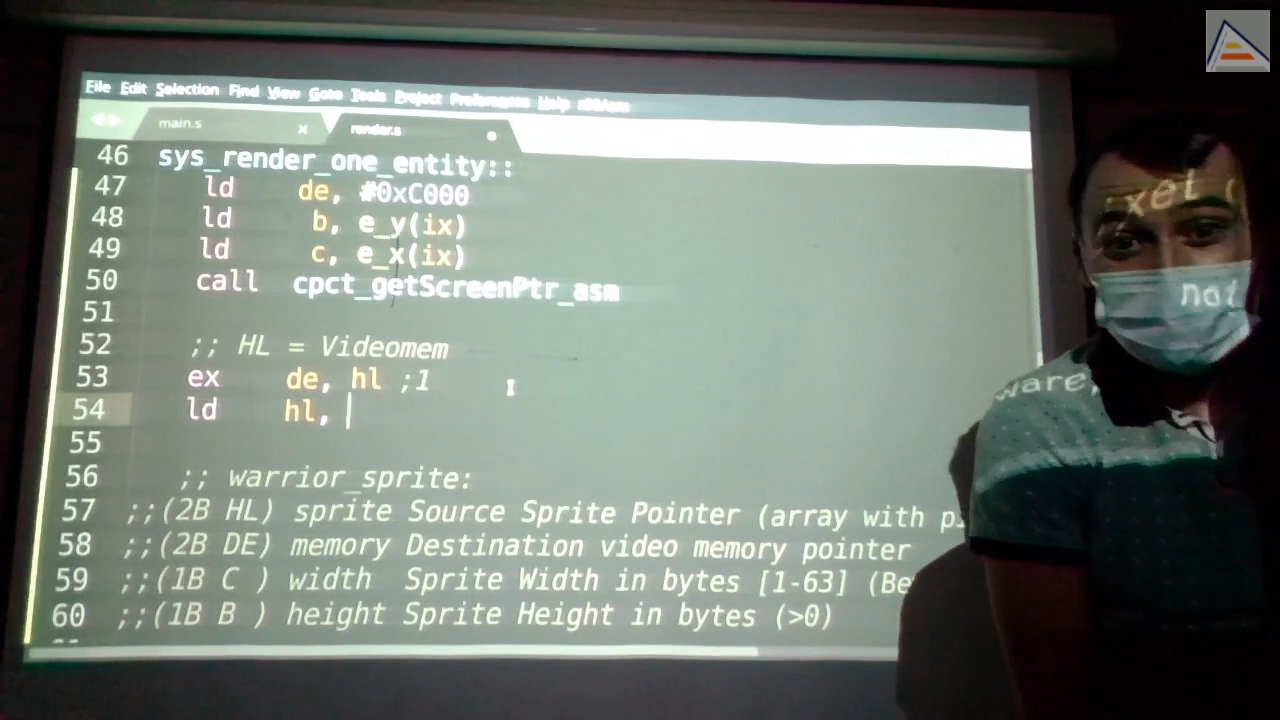 File Edit Selection Find View Goto Tools Project Preferences Help
main.s x render.s
46 sys_render_one_entity::
47 ld de, #0xC000
48 ld b, e_y(ix)
49 ld c, e_x(ix)
50 call cpct_getScreenPtr_asm
51
52 ;; HL = Videomem
53 ex de, hl ;1
54 ld hl,
55
56 ;; warrior_sprite:
57 ;;(2B HL) sprite Source Sprite Pointer (array with
58 ;;(2B DE) memory Destination video memory pointer
59 ;;(1B C ) width Sprite Width in bytes [1-63] (Be
60 ;;(1B B ) height Sprite Height in bytes (>0)
xel
not
ware,